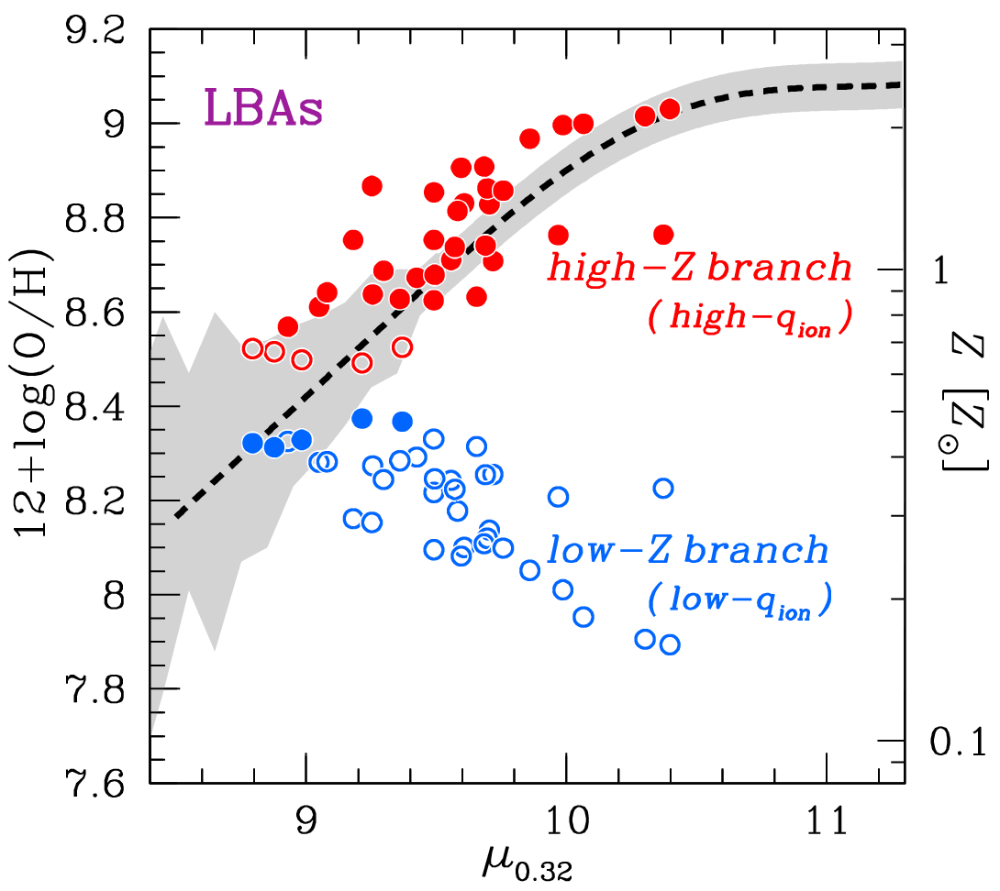 9.2
9
8.8
8.6
8.4
8.2
8
7.8
7.6
12+log(O/H)
LBAs
high-Z branch
(high-q_ion)
low-Z branch
(low-q_ion)
1
0.1
Z [Z⊙]
9 10 11
μ_0.32